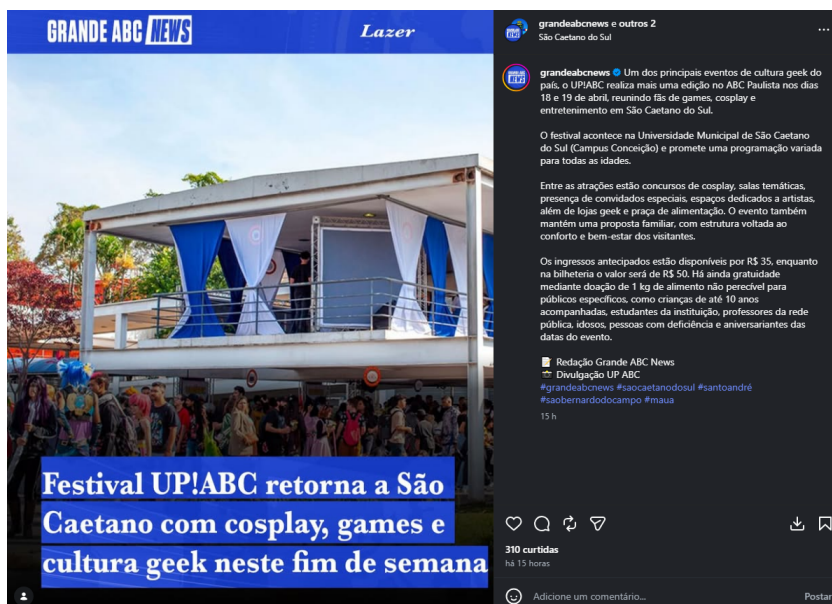 GRANDE ABC NEWS
Lazer
Festival UP!ABC retorna a São
Caetano com cosplay, games e
cultura geek neste fim de semana
grandeabcnews e outros 2
São Caetano do Sul
grandeabcnews Um dos principais eventos de cultura geek do
país, o UP!ABC realiza mais uma edição no ABC Paulista nos dias
18 e 19 de abril, reunindo fãs de games, cosplay e
entretenimento em São Caetano do Sul.
O festival acontece na Universidade Municipal de São Caetano
do Sul (Campus Conceição) e promete uma programação variada
para todas as idades.
Entre as atrações estão concursos de cosplay, salas temáticas,
presença de convidados especiais, espaços dedicados a artistas,
além de lojas geek e praça de alimentação. O evento também
mantém uma proposta familiar, com estrutura voltada ao
conforto e bem-estar dos visitantes.
Os ingressos antecipados estão disponíveis por R$ 35, enquanto
na bilheteria o valor será de R$ 50. Há ainda gratuidade
mediante doação de 1 kg de alimento não perecível para
públicos específicos, como crianças de até 10 anos
acompanhadas, estudantes da instituição, professores da rede
pública, idosos, pessoas com deficiência e aniversariantes das
datas do evento.
Redação Grande ABC News
Divulgação UP ABC
#grandeabcnews #saocaetanodosul #santoandré
#saobernardodocampo #maua
15 h
310 curtidas
há 15 horas
Adicione um comentário...
Postar